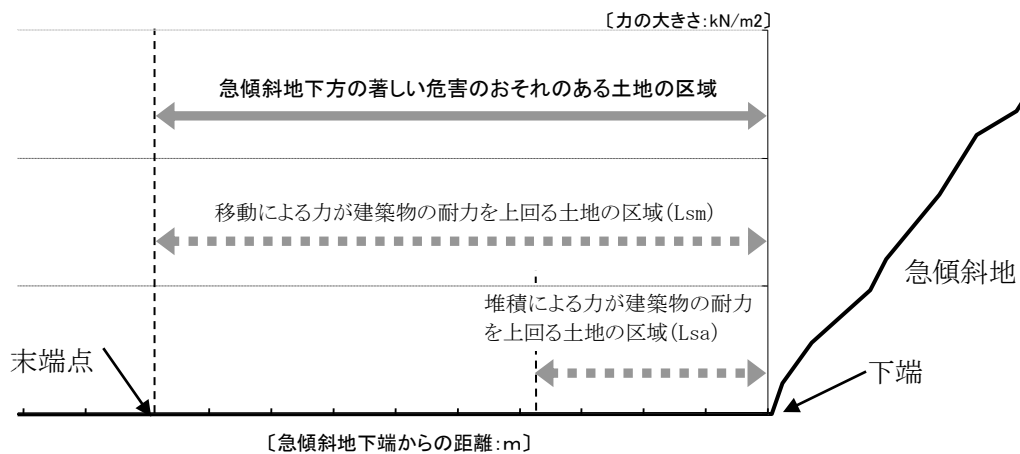 〔力の大きさ:kN/m2〕
急傾斜地下方の著しい危害のおそれのある土地の区域
移動による力が建築物の耐力を上回る土地の区域(Lsm)
急傾斜地
堆積による力が建築物の耐力
を上回る土地の区域(Lsa)
末端点
下端
〔急傾斜地下端からの距離:m〕